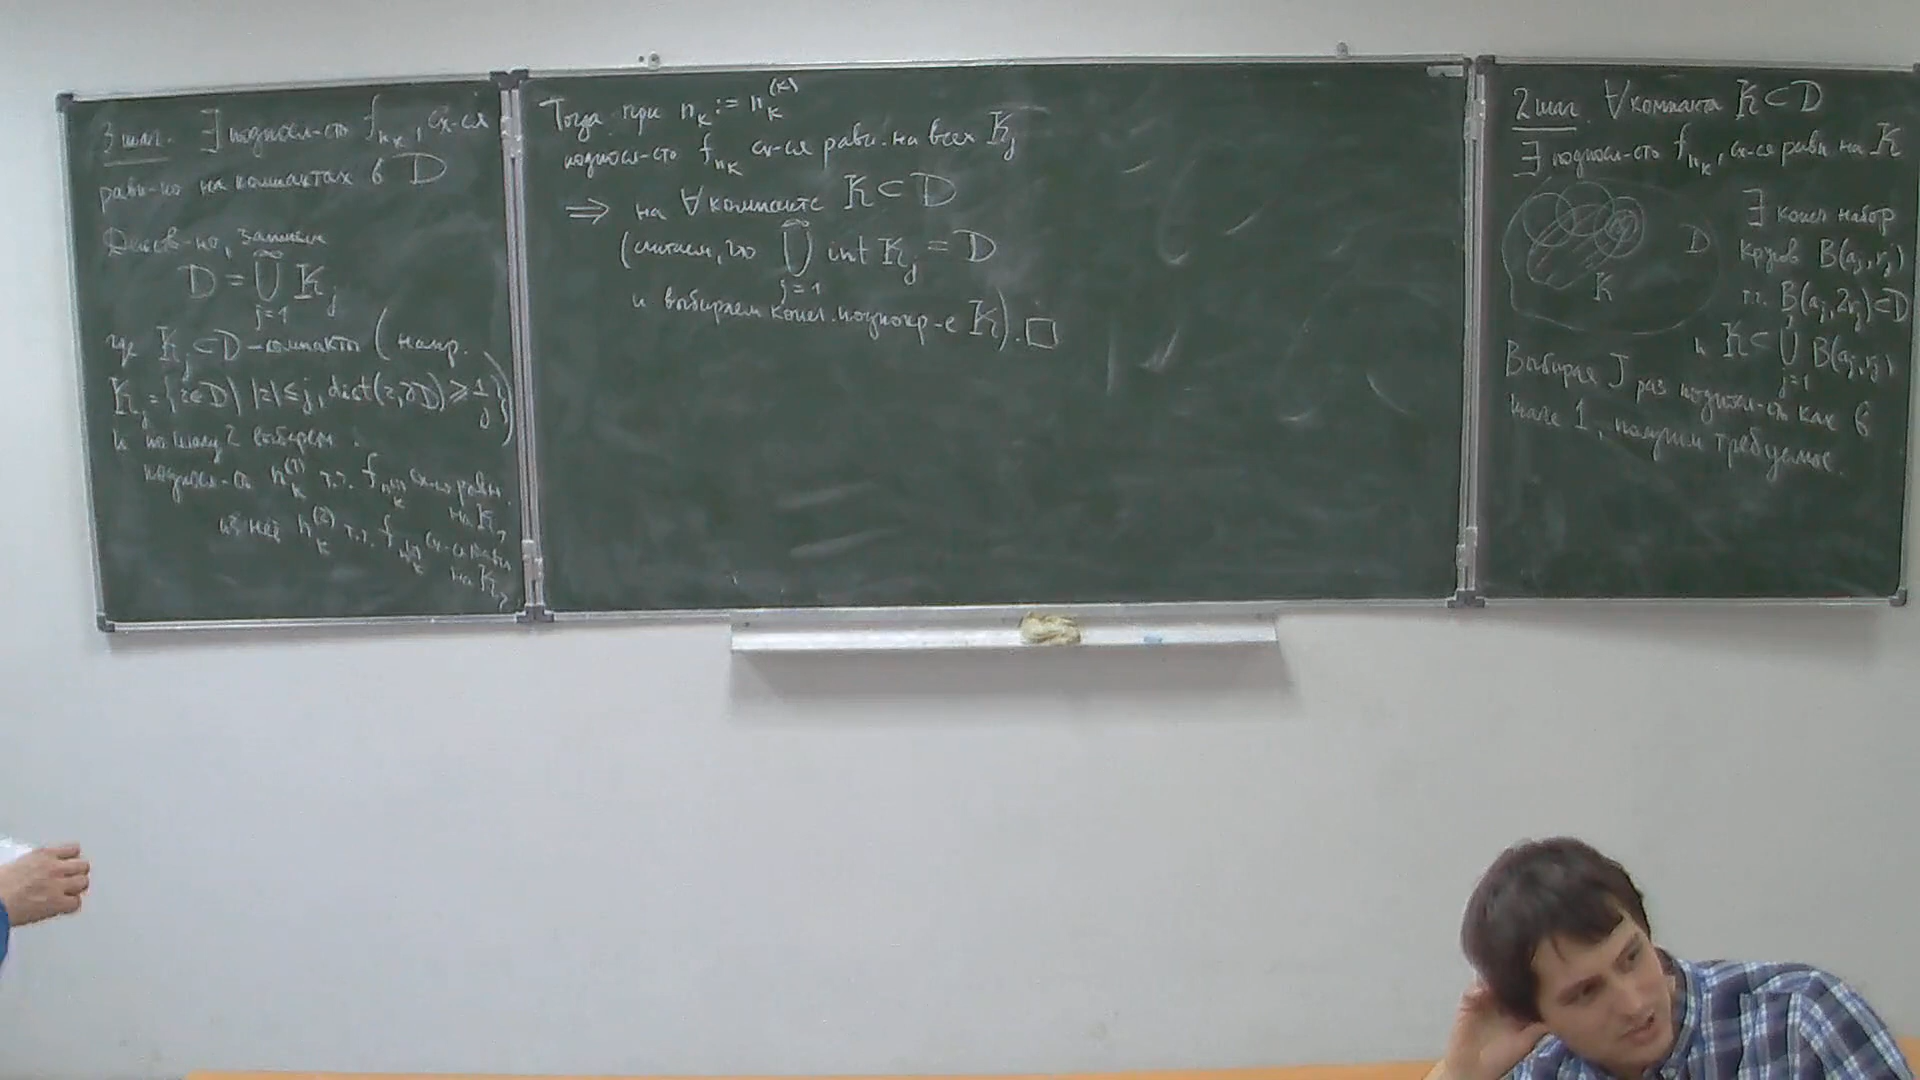 3 шаг. ∃ подпосл-сть f_{n_k}, сх-ся
равн-но на компактах в D
Действ-но, запишем
D = ⋃_{j=1}^{∞} K_j
где K_j ⊂ D – компакты (напр.
K_j = {z∈D | |z| ≤ j, dist(z, ∂D) ≥ 1/j})
и по шагу 2 выберем
подпосл-ть n_k^{(1)} т.ч. f_{n_k^{(1)}} сх-ся равн.
на K_1
из неё n_k^{(2)} т.ч. f_{n_k^{(2)}} сх-ся равн
на K_2
Тогда при n_k := n_k^{(k)}
подпосл-сть f_{n_k} сх-ся равн. на всех K_j
⇒ на ∀ компакте K ⊂ D
(считаем, что ⋃_{j=1}^{∞} int K_j = D
и выбираем конеч. подпокр-е K). □
2 шаг. ∀ компакта K ⊂ D
∃ подпосл-сть f_{n_k}, сх-ся равн на K
D
K
∃ конеч набор
кругов B(a_j, r_j)
т.ч. B(a_j, 2r_j) ⊂ D
и K ⊂ ⋃_{j=1}^{J} B(a_j, r_j)
Выбирая J раз подпосл-ть как в
шаге 1, получим требуемое.